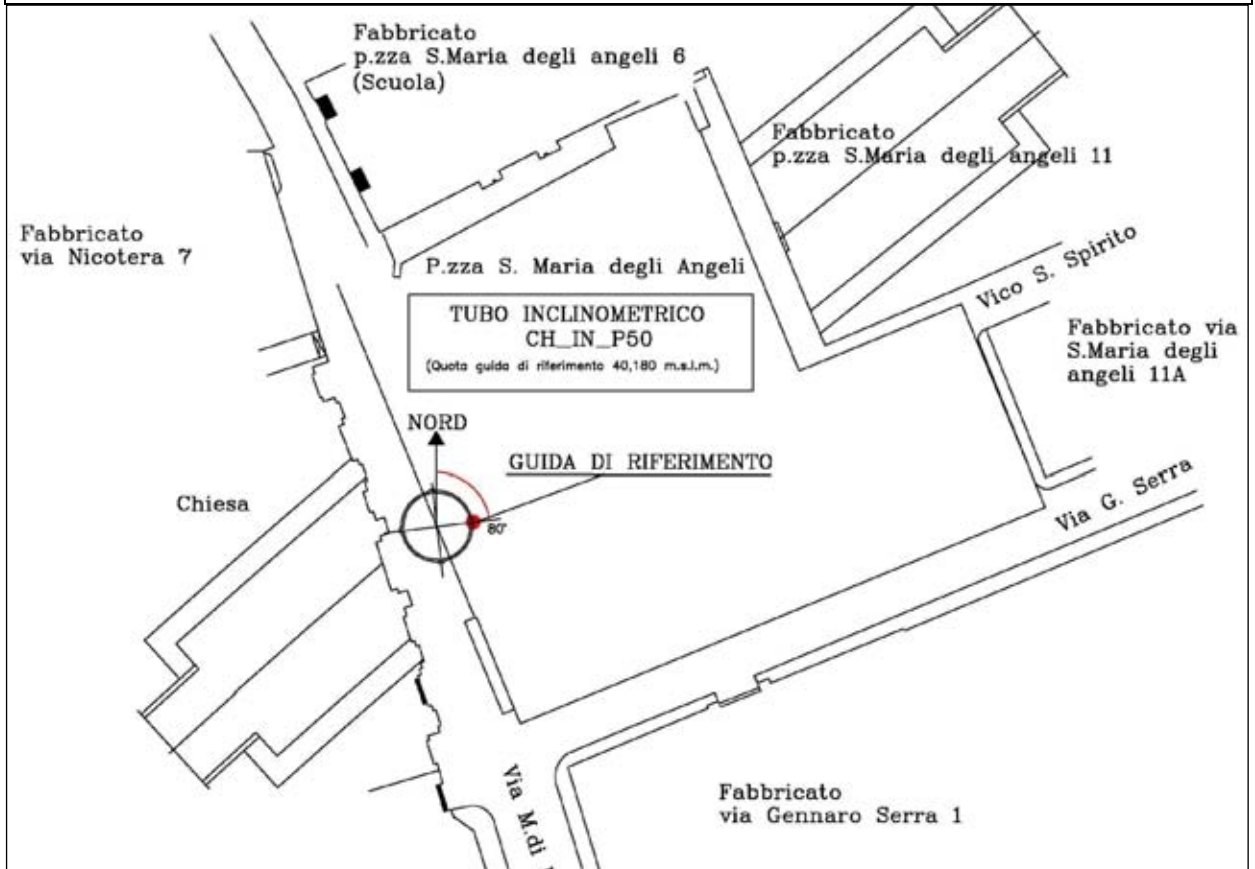 Fabbricato
p.zza S.Maria degli angeli 6
(Scuola)
Fabbricato
p.zza S.Maria degli angeli 11
Fabbricato
via Nicotera 7
P.zza S. Maria degli Angeli
Vico S. Spirito
TUBO INCLINOMETRICO
CH_IN_P50
(Quota guida di riferimento 40,180 m.s.l.m.)
Fabbricato via
S.Maria degli
angeli 11A
NORD
GUIDA DI RIFERIMENTO
80°
Chiesa
Via G. Serra
Via M.di
Fabbricato
via Gennaro Serra 1